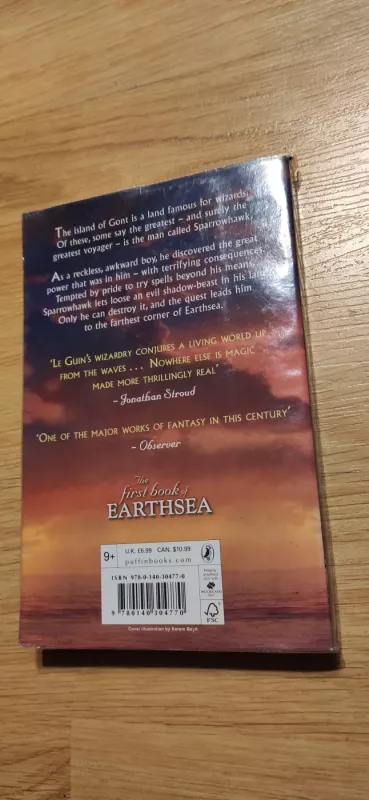 The island of Gont is a land famous for wizards.
Of these, some say the greatest – and surely the
greatest voyager – is the man called Sparrowhawk.
As a reckless, awkward boy, he discovered the great
power that was in him – with terrifying consequences.
Tempted by pride to try spells beyond his means,
Sparrowhawk lets loose an evil shadow-beast in his land.
Only he can destroy it, and the quest leads him
to the farthest corner of Earthsea.
'LE GUIN'S WIZARDRY CONJURES A LIVING WORLD UP
FROM THE WAVES ... NOWHERE ELSE IS MAGIC
MADE MORE THRILLINGLY REAL'
– Jonathan Stroud
'ONE OF THE MAJOR WORKS OF FANTASY IN THIS CENTURY'
– Observer
The
first book of
EARTHSEA
9+
U.K. £6.99 CAN. $10.99
puffinbooks.com
ISBN 978-0-140-30477-0
9 780140 304770
FSC
Cover illustration by